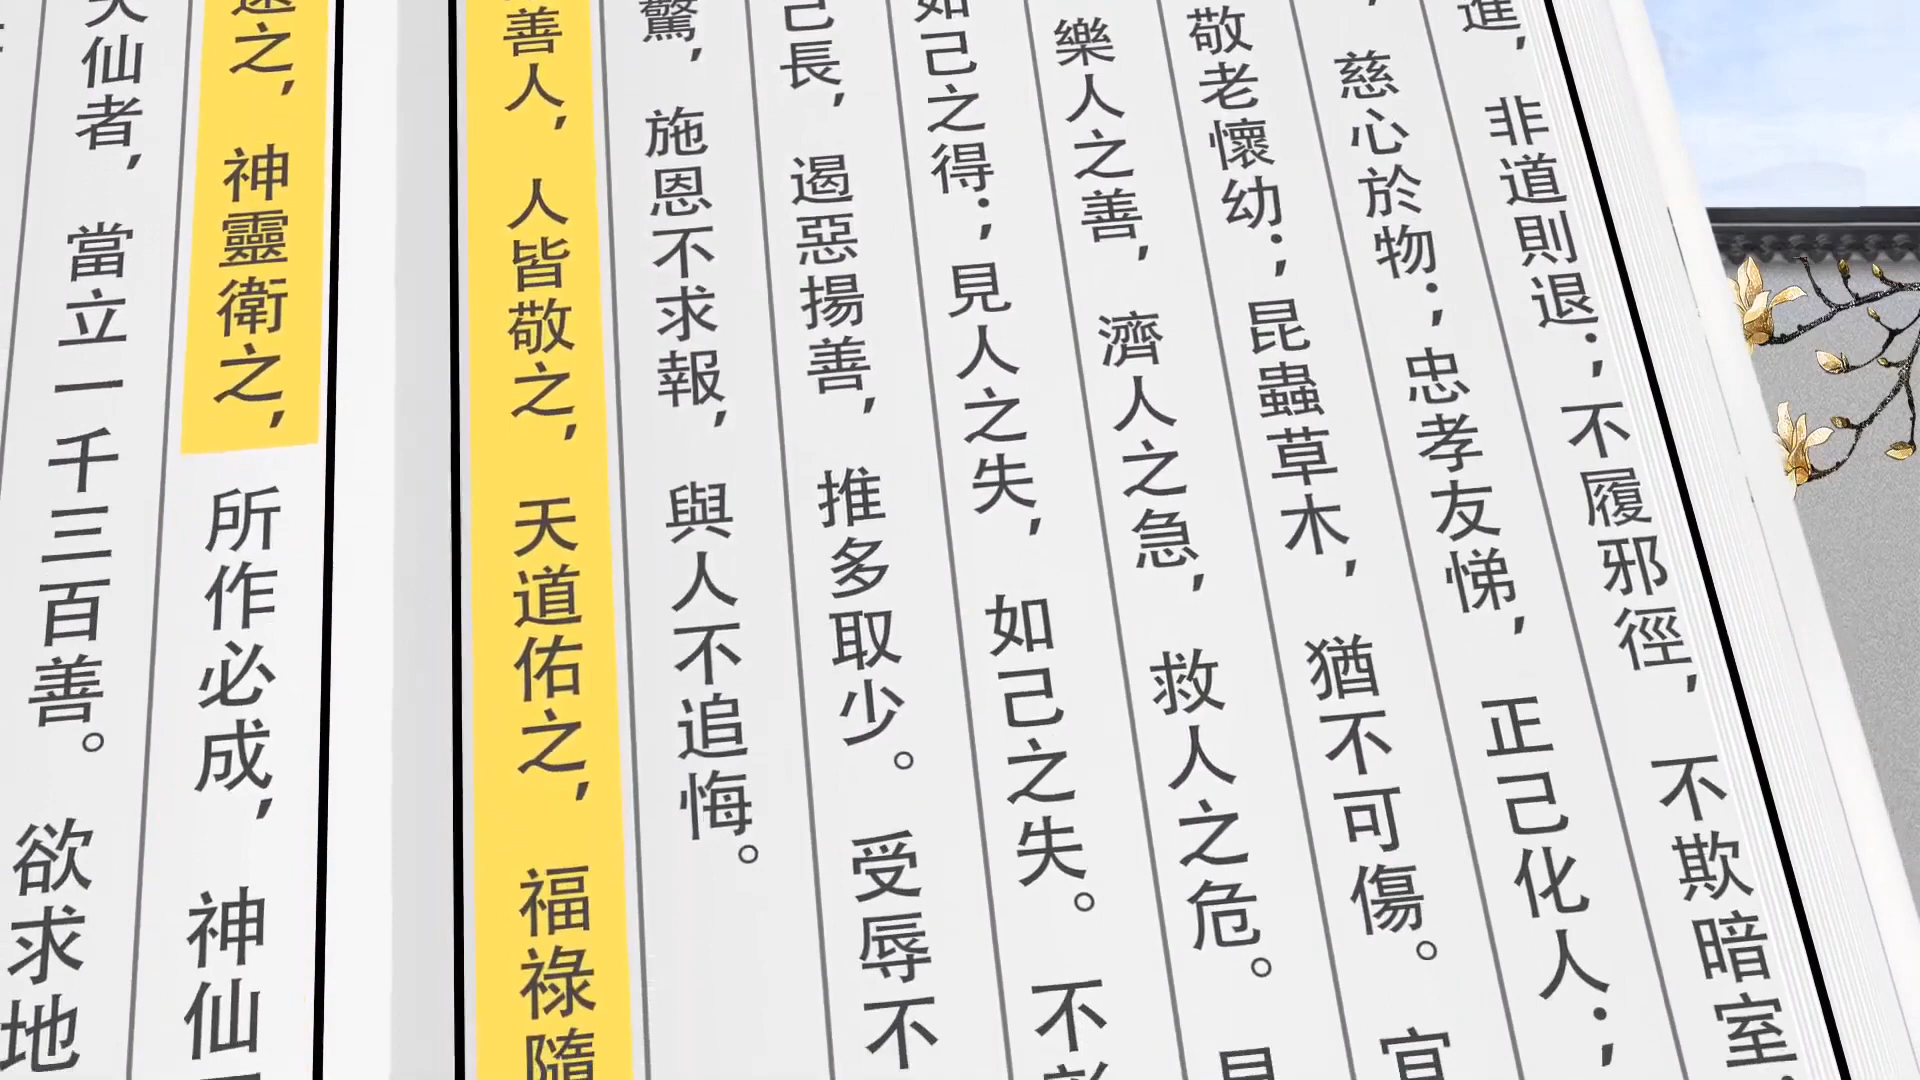 進，非道則退；不履邪徑，不欺暗室，
，慈心於物；忠孝友悌，正己化人；
敬老懷幼；昆蟲草木，猶不可傷。宜
樂人之善，濟人之急，救人之危。見
如己之得；見人之失，如己之失。不
己長，遏惡揚善，推多取少。受辱不
驚，施恩不求報，與人不追悔。
善人，人皆敬之，天道佑之，福祿隨
遠之，神靈衛之，所作必成，神仙
天仙者，當立一千三百善。欲求地